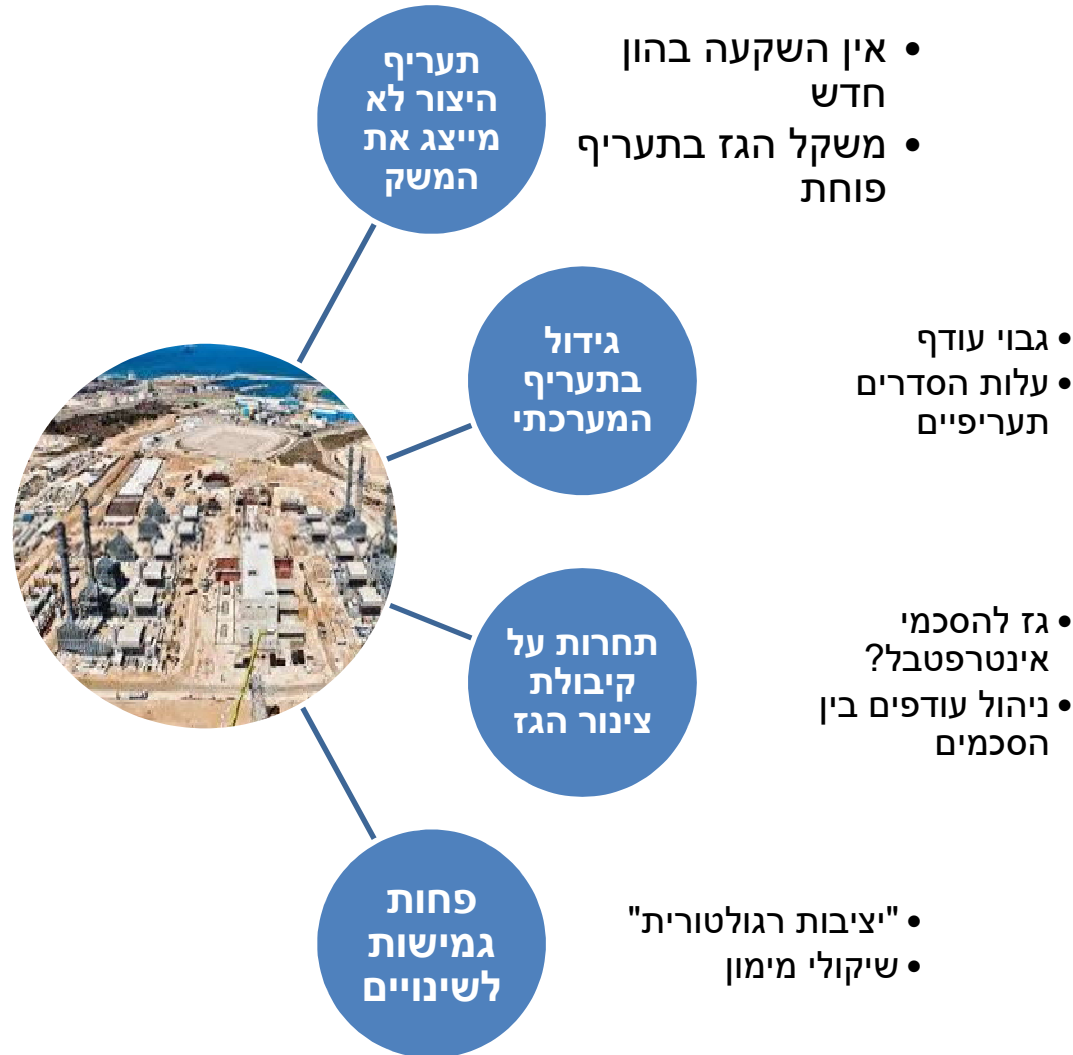 תעריף
היצור לא
מייצג את
המשק
• אין השקעה בהון
חדש
• משקל הגז בתעריף
פוחת
גידול
בתעריף
המערכתי
• גבוי עודף
• עלות הסדרים
תעריפיים
תחרות על
קיבולת
צינור הגז
• גז להסכמי
אינטרפטבל?
• ניהול עודפים בין
הסכמים
פחות
גמישות
לשינויים
• "יציבות רגולטורית"
• שיקולי מימון